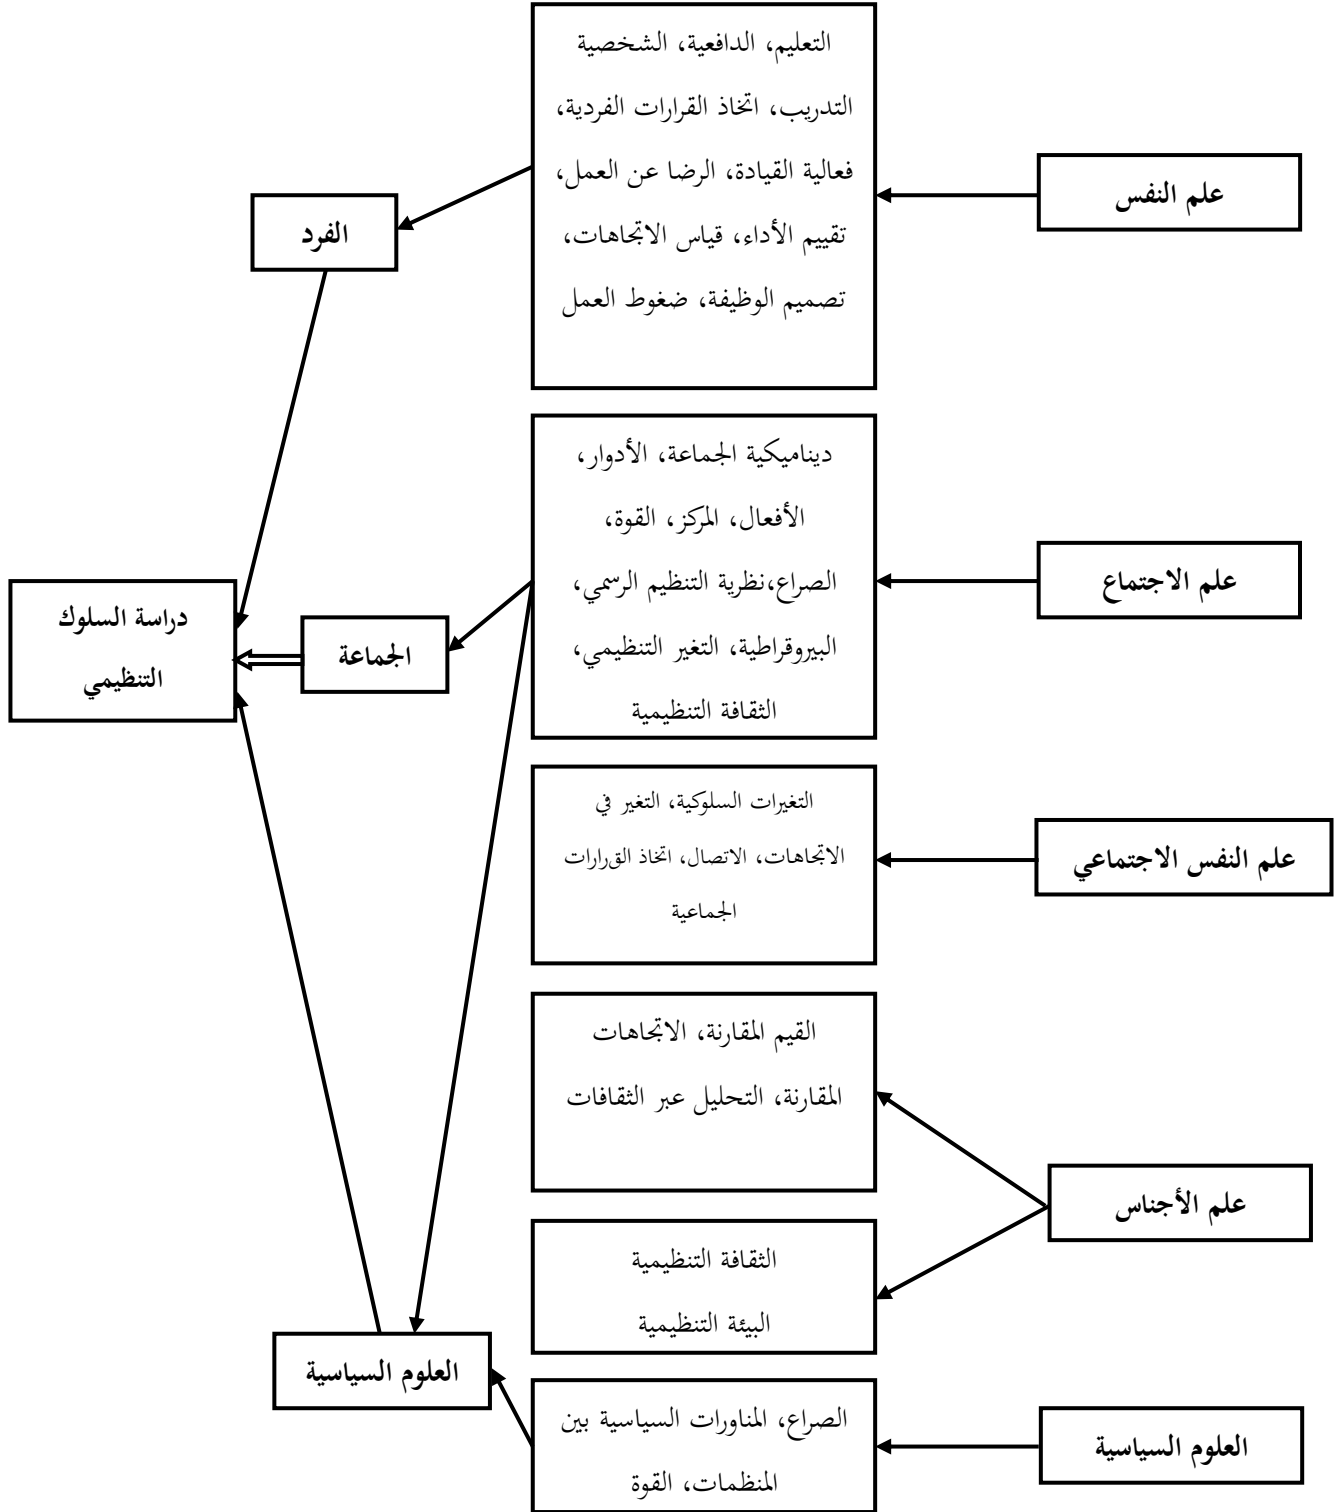 علم النفس
التعليم، الدافعية، الشخصية
التدريب، اتخاذ القرارات الفردية،
فعالية القيادة، الرضا عن العمل،
تقييم الأداء، قياس الاتجاهات،
تصميم الوظيفة، ضغوط العمل
الفرد
علم الاجتماع
ديناميكية الجماعة، الأدوار،
الأفعال، المركز، القوة،
الصراع،نظرية التنظيم الرسمي،
البيروقراطية، التغير التنظيمي،
الثقافة التنظيمية
الجماعة
دراسة السلوك
التنظيمي
علم النفس الاجتماعي
التغيرات السلوكية، التغير في
الاتجاهات، الاتصال، اتخاذ القرارات
الجماعية
علم الأجناس
القيم المقارنة، الاتجاهات
المقارنة، التحليل عبر الثقافات
الثقافة التنظيمية
البيئة التنظيمية
العلوم السياسية
العلوم السياسية
الصراع، المناورات السياسية بين
المنظمات، القوة